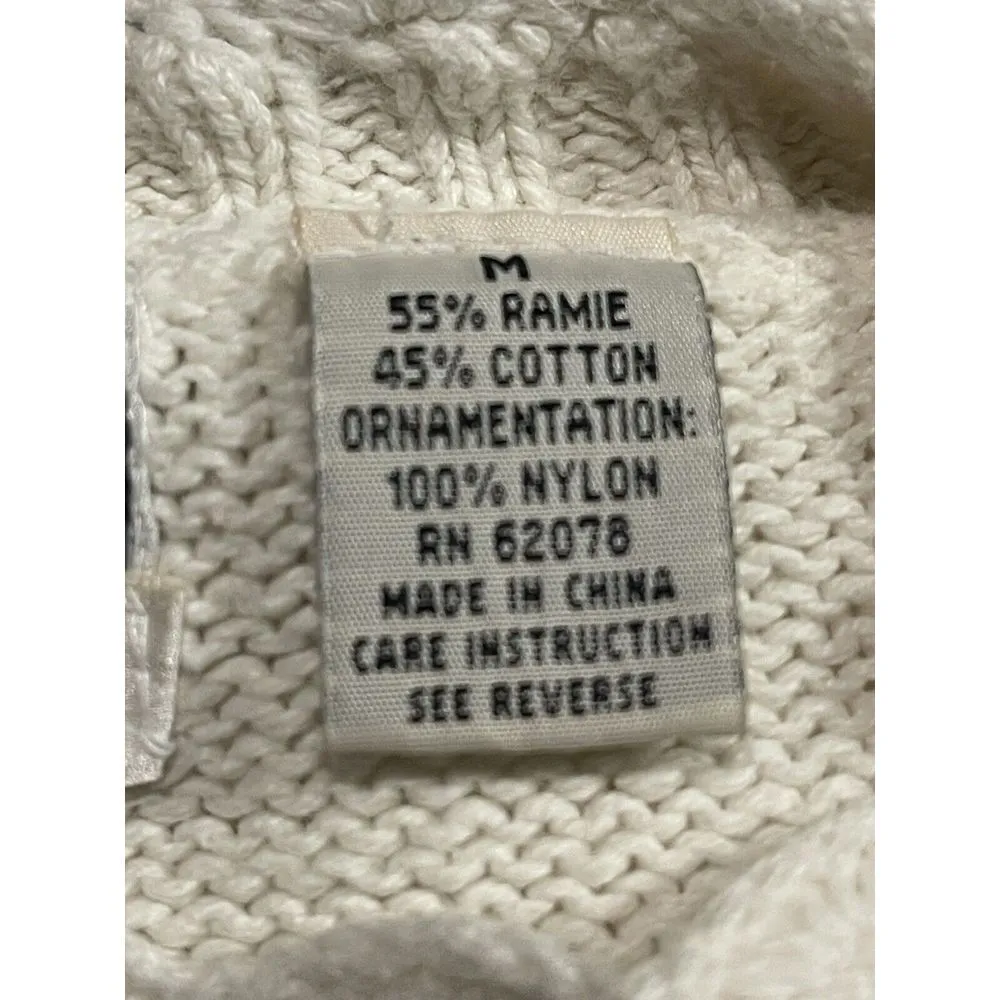 M
55% RAMIE
45% COTTON
ORNAMENTATION:
100% NYLON
RN 62078
MADE IN CHINA
CARE INSTRUCTION
SEE REVERSE